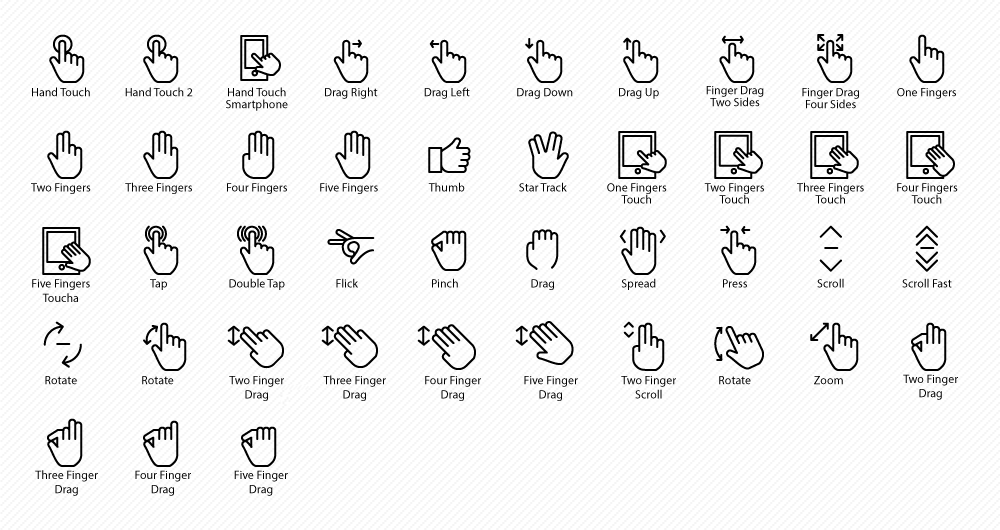 Hand Touch
Hand Touch 2
Hand Touch
Smartphone
Drag Right
Drag Left
Drag Down
Drag Up
Finger Drag
Two Sides
Finger Drag
Four Sides
One Fingers
Two Fingers
Three Fingers
Four Fingers
Five Fingers
Thumb
Star Track
One Fingers
Touch
Two Fingers
Touch
Three Fingers
Touch
Four Fingers
Touch
Five Fingers
Toucha
Tap
Double Tap
Flick
Pinch
Drag
Spread
Press
Scroll
Scroll Fast
Rotate
Rotate
Two Finger
Drag
Three Finger
Drag
Four Finger
Drag
Five Finger
Drag
Two Finger
Scroll
Rotate
Zoom
Two Finger
Drag
Three Finger
Drag
Four Finger
Drag
Five Finger
Drag